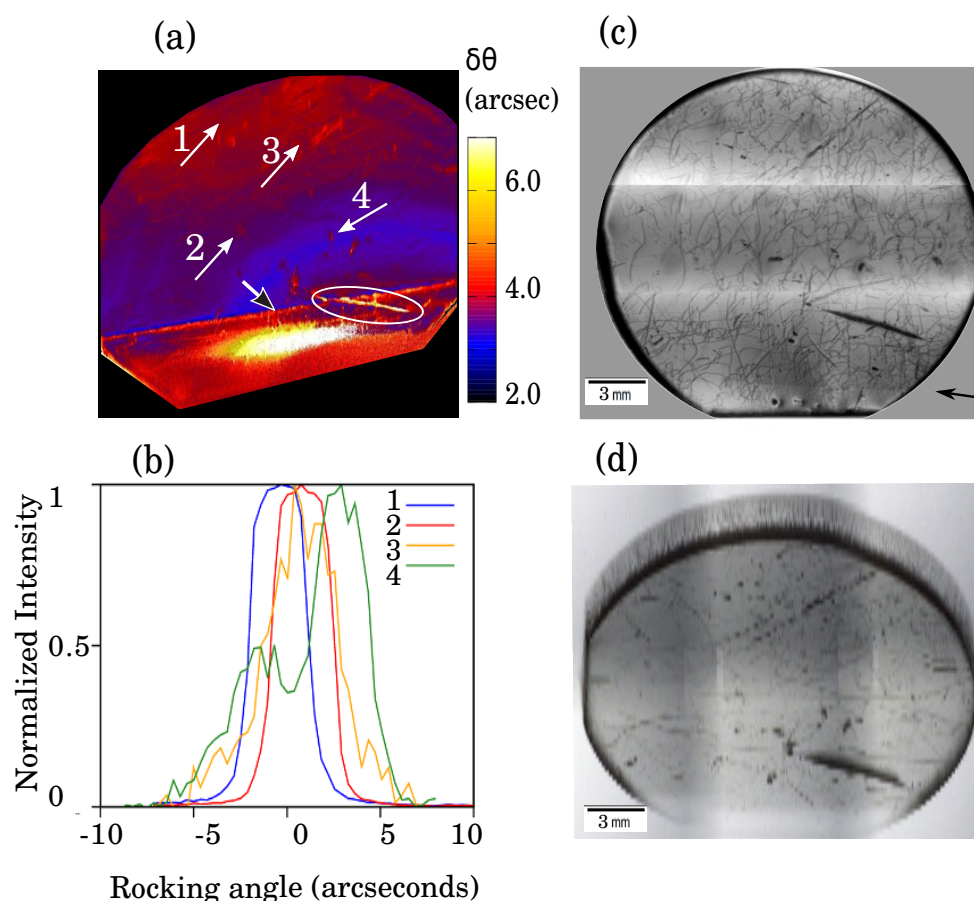 (a)
δθ
(arcsec)
6.0
4.0
2.0
1
3
2
4
(b)
Normalized Intensity
1
0.5
0
-10
-5
0
5
10
Rocking angle (arcseconds)
1
2
3
4
(c)
3 mm
(d)
3 mm